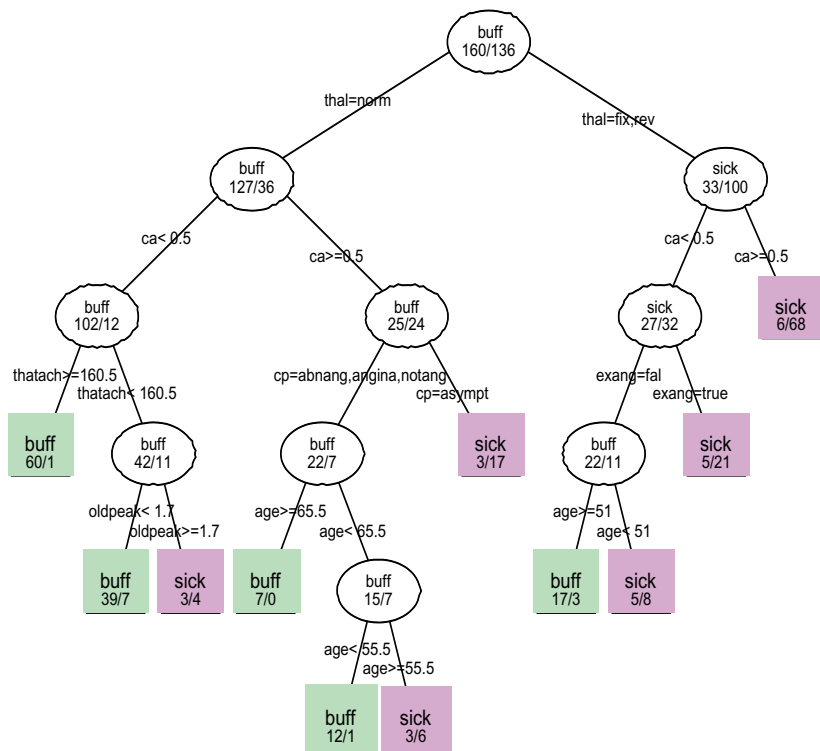 buff
160/136
thal=norm
thal=fix,rev
buff
127/36
sick
33/100
ca< 0.5
ca>=0.5
ca< 0.5
ca>=0.5
buff
102/12
buff
25/24
sick
27/32
sick
6/68
thatach>=160.5
thatach< 160.5
cp=abnang,angina,notang
cp=asympt
exang=fal
exang=true
buff
60/1
buff
42/11
buff
22/7
sick
3/17
buff
22/11
sick
5/21
oldpeak< 1.7
oldpeak>=1.7
age>=65.5
age< 65.5
age>=51
age< 51
buff
39/7
sick
3/4
buff
7/0
buff
15/7
buff
17/3
sick
5/8
age< 55.5
age>=55.5
buff
12/1
sick
3/6